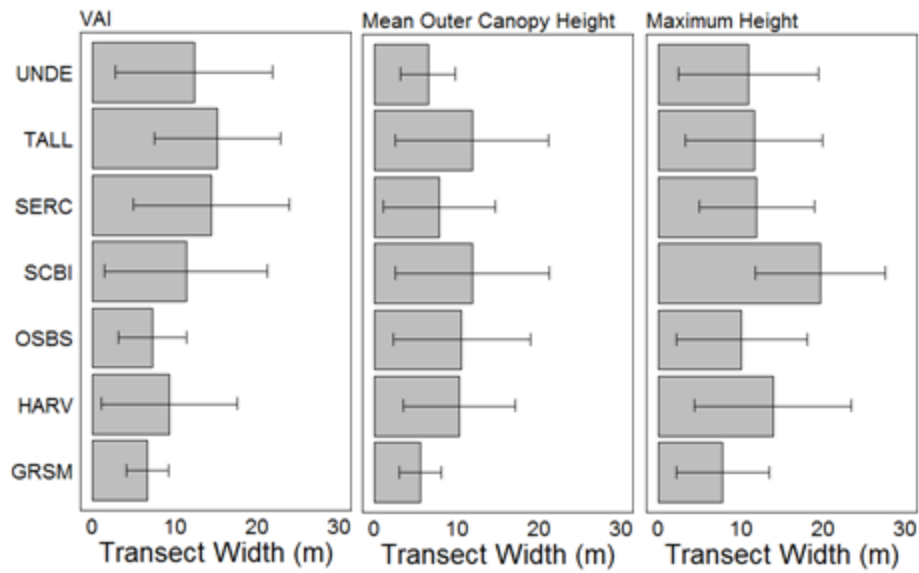 VAI
Mean Outer Canopy Height
Maximum Height
UNDE
TALL
SERC
SCBI
OSBS
HARV
GRSM
0 10 20 30
0 10 20 30
0 10 20 30
Transect Width (m)
Transect Width (m)
Transect Width (m)